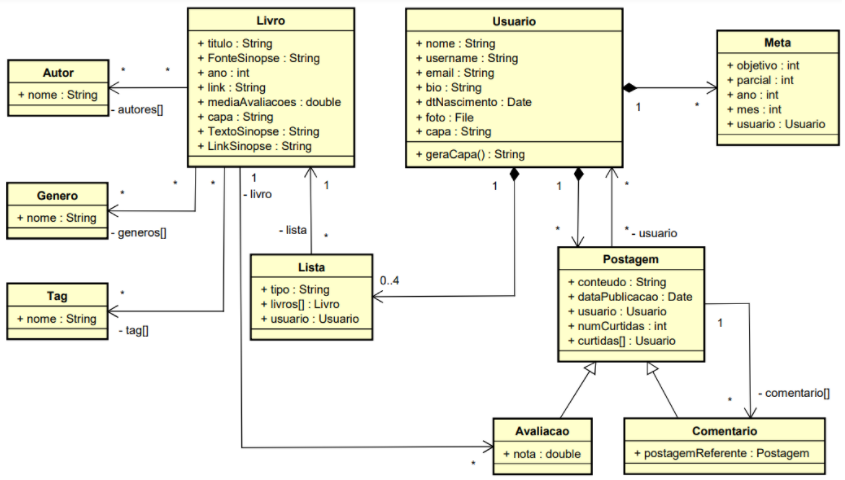 Livro
+ titulo : String
+ FonteSinopse : String
+ ano : int
+ link : String
+ mediaAvaliacoes : double
+ capa : String
+ TextoSinopse : String
+ LinkSinopse : String
Usuario
+ nome : String
+ username : String
+ email : String
+ bio : String
+ dtNascimento : Date
+ foto : File
+ capa : String
+ geraCapa() : String
Meta
+ objetivo : int
+ parcial : int
+ ano : int
+ mes : int
+ usuario : Usuario
1
*
Autor
+ nome : String
*
*
- autores[]
Genero
+ nome : String
*
*
- generos[]
Tag
+ nome : String
*
*
- tag[]
1
- livro
*
1
- lista
*
Lista
+ tipo : String
+ livros[] : Livro
+ usuario : Usuario
1
0..4
1
*
*
*
- usuario
Postagem
+ conteudo : String
+ dataPublicacao : Date
+ usuario : Usuario
+ numCurtidas : int
+ curtidas[] : Usuario
1
*
- comentario[]
Avaliacao
+ nota : double
Comentario
+ postagemReferente : Postagem